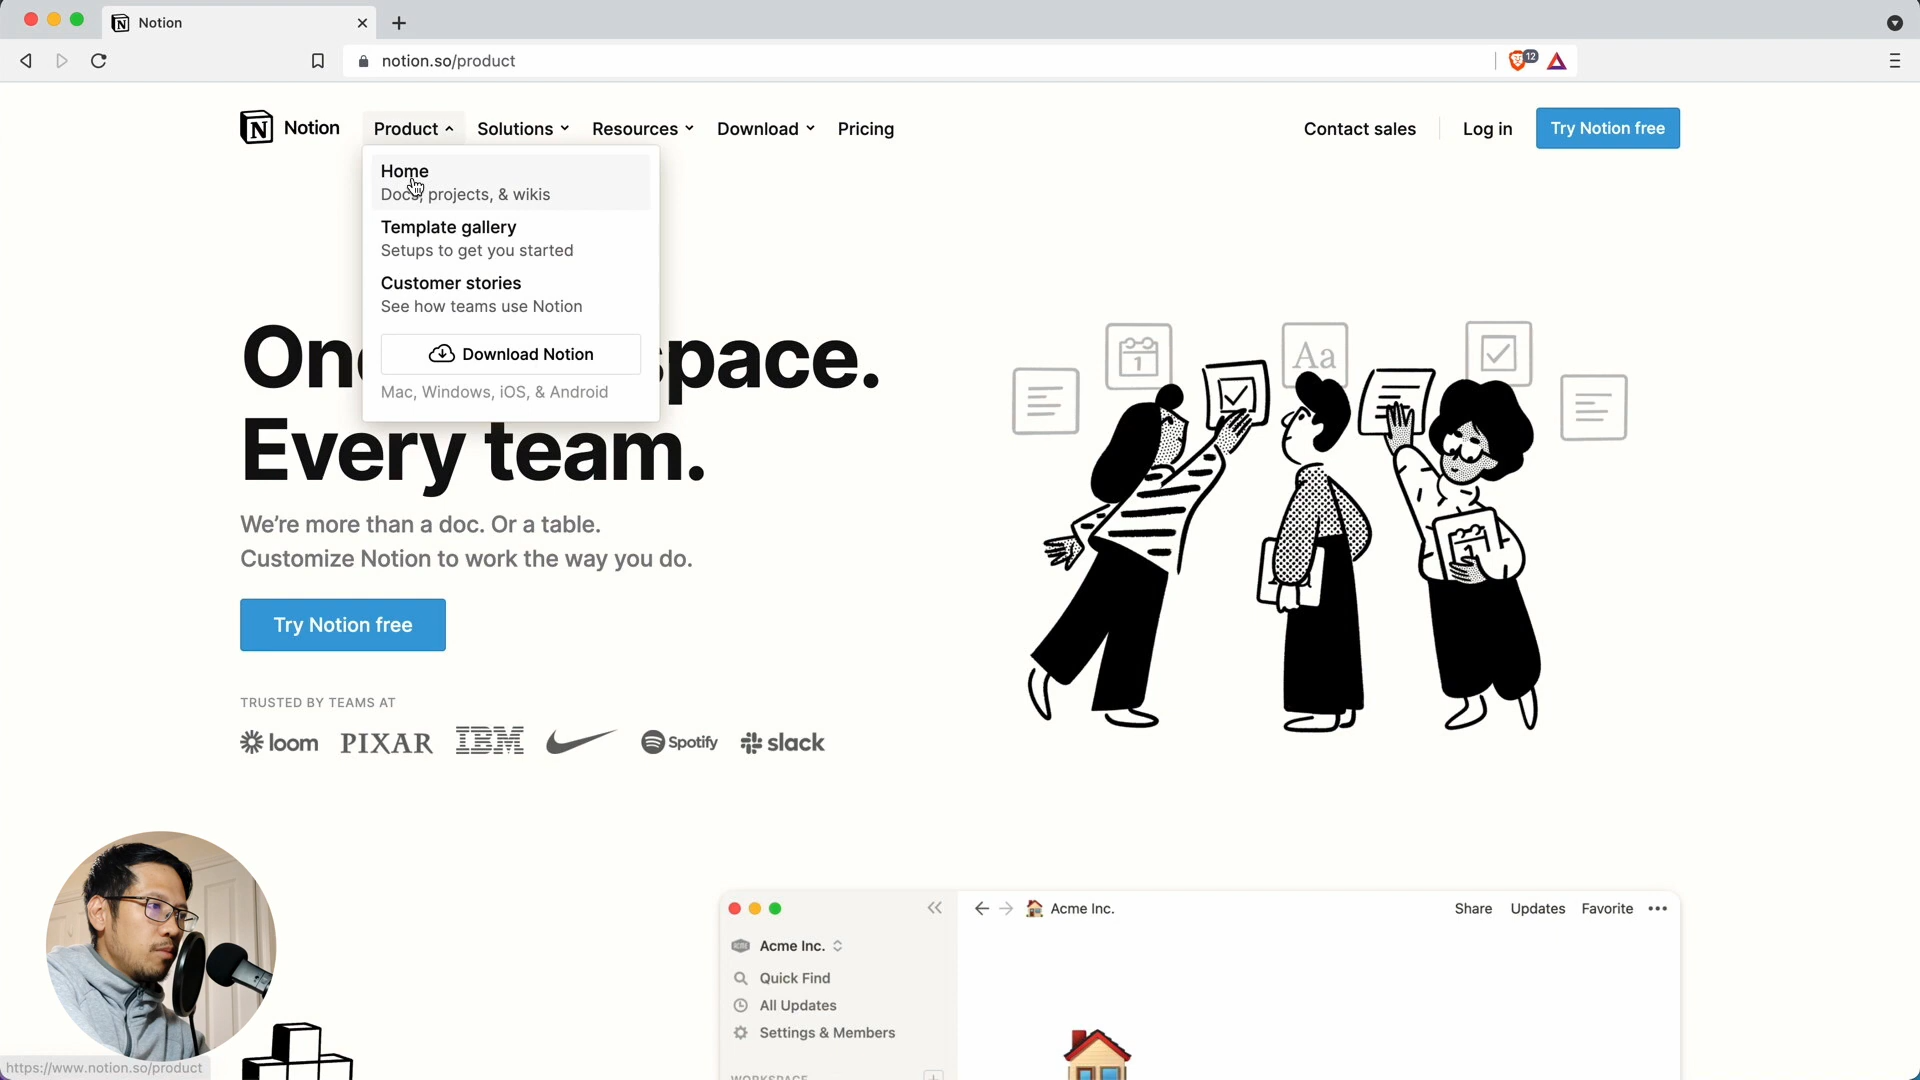 Notion
notion.so/product
12
Notion
Product
Solutions
Resources
Download
Pricing
Contact sales
Log in
Try Notion free
Home
Docs, projects, & wikis
Template gallery
Setups to get you started
Customer stories
See how teams use Notion
Download Notion
Mac, Windows, iOS, & Android
On
space.
Every team.
We're more than a doc. Or a table.
Customize Notion to work the way you do.
Try Notion free
TRUSTED BY TEAMS AT
loom
PIXAR
IBM
Spotify
slack
1
Aa
1
Acme Inc.
Share
Updates
Favorite
Acme Inc.
Quick Find
All Updates
Settings & Members
WORKSPACE
https://www.notion.so/product